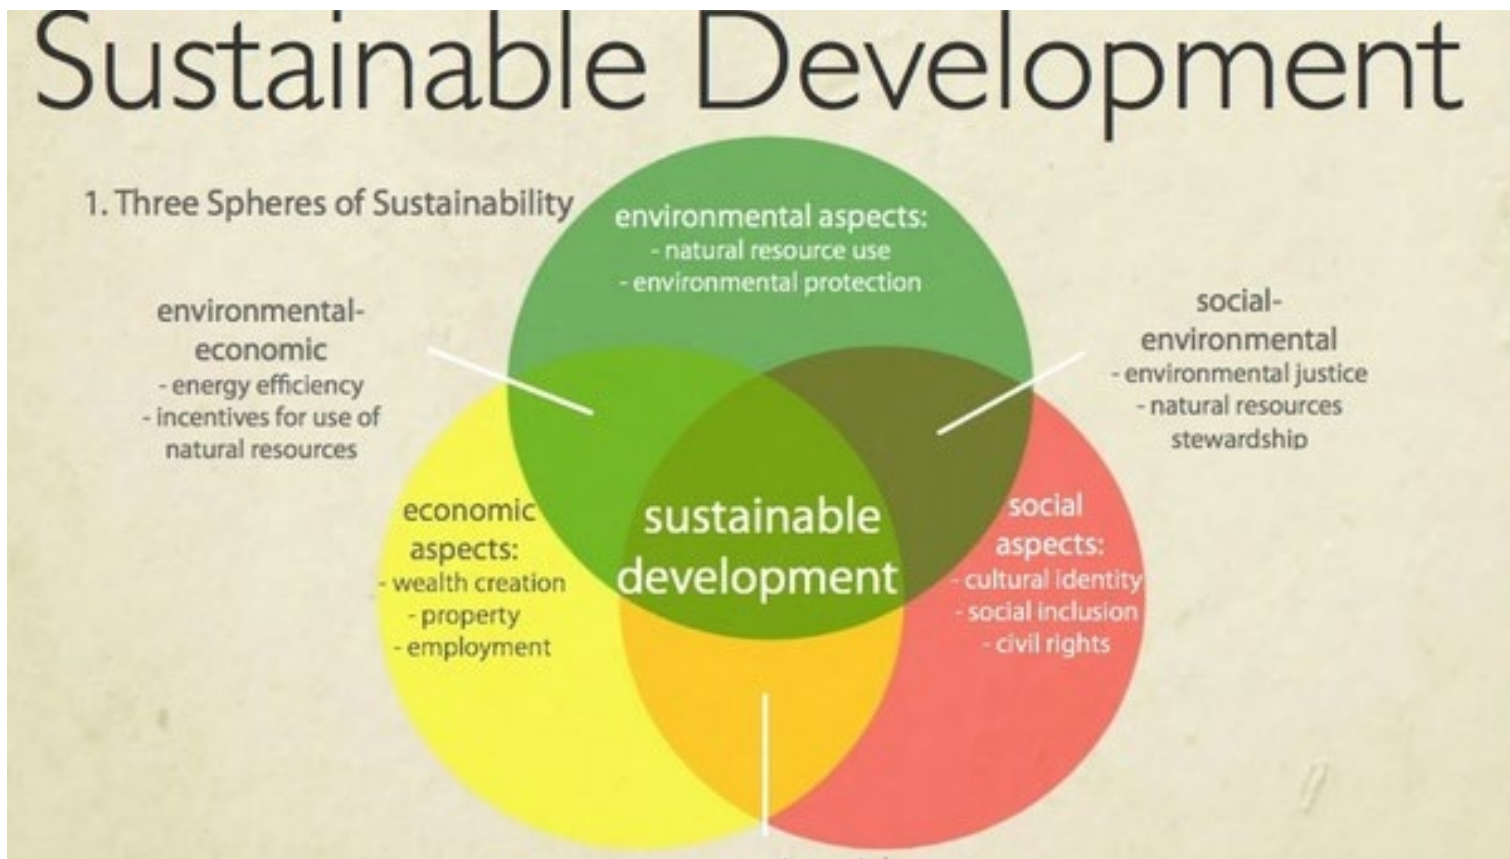 Sustainable Development
1. Three Spheres of Sustainability
environmental aspects:
- natural resource use
- environmental protection
environmental-
economic
- energy efficiency
- incentives for use of
natural resources
social-
environmental
- environmental justice
- natural resources
stewardship
economic
aspects:
- wealth creation
- property
- employment
sustainable
development
social
aspects:
- cultural identity
- social inclusion
- civil rights